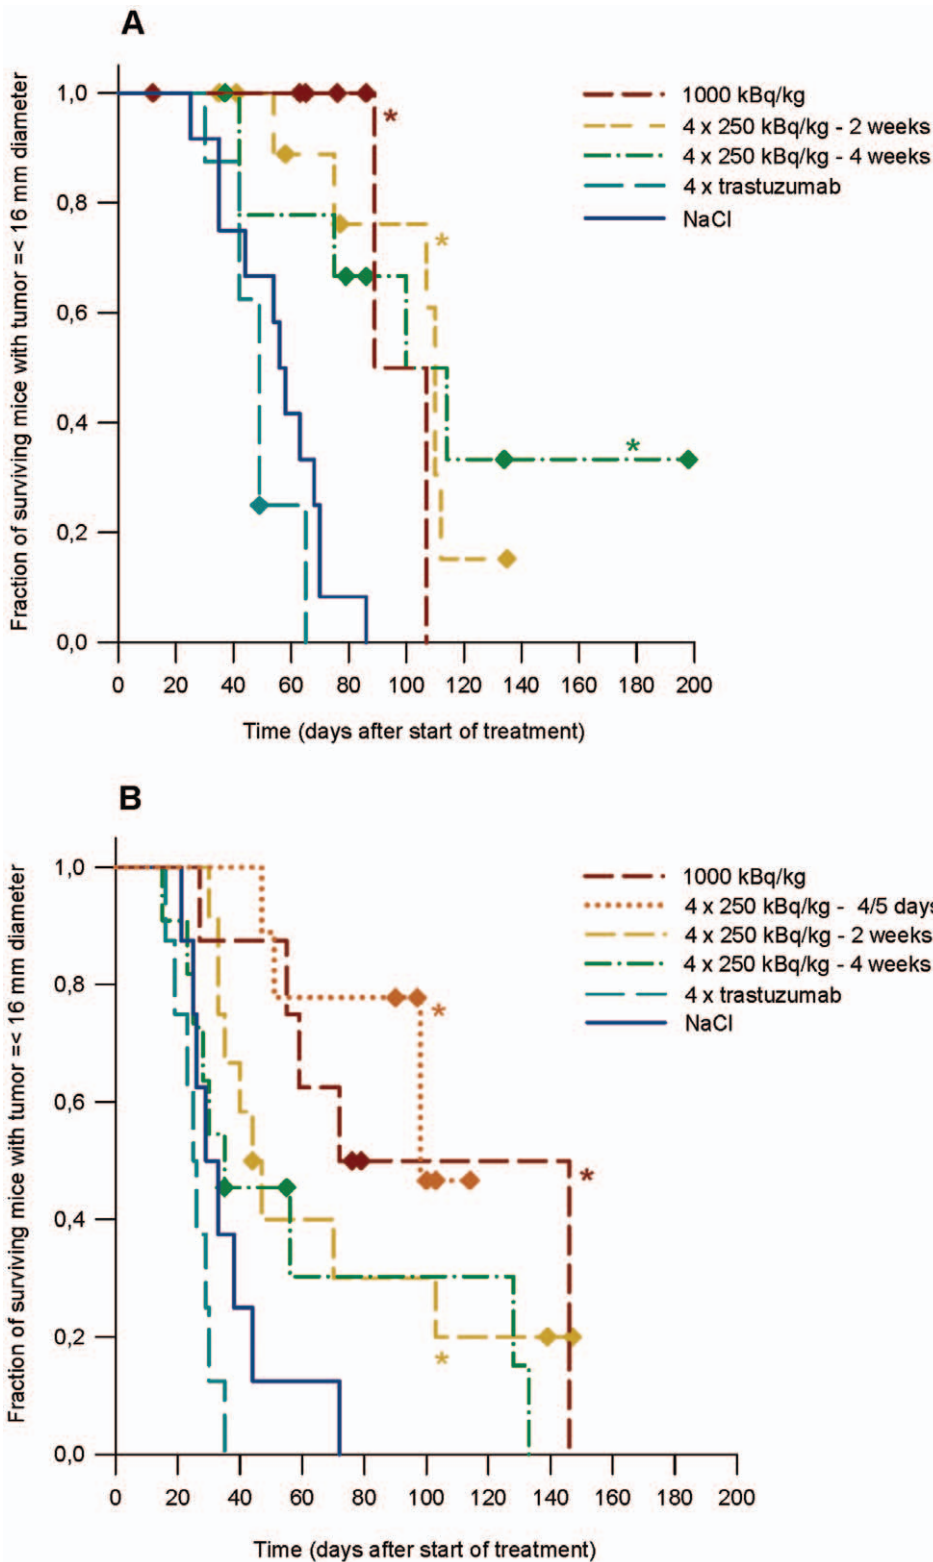 A
Fraction of surviving mice with tumor =< 16 mm diameter
1,0
0,8
0,6
0,4
0,2
0,0
0 20 40 60 80 100 120 140 160 180 200
Time (days after start of treatment)
1000 kBq/kg
4 x 250 kBq/kg - 2 weeks
4 x 250 kBq/kg - 4 weeks
4 x trastuzumab
NaCl
*
*
*
B
Fraction of surviving mice with tumor =< 16 mm diameter
1,0
0,8
0,6
0,4
0,2
0,0
0 20 40 60 80 100 120 140 160 180 200
Time (days after start of treatment)
1000 kBq/kg
4 x 250 kBq/kg - 4/5 days
4 x 250 kBq/kg - 2 weeks
4 x 250 kBq/kg - 4 weeks
4 x trastuzumab
NaCl
*
*
*